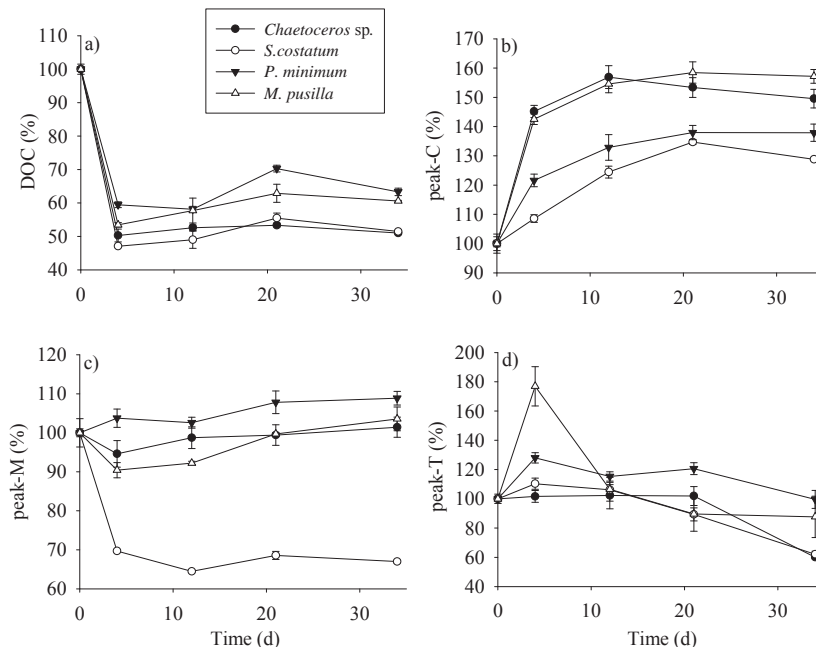 a)
Chaetoceros sp.
S.costatum
P. minimum
M. pusilla
DOC (%)
100
90
80
70
60
50
40
0 10 20 30
b)
peak-C (%)
170
160
150
140
130
120
110
100
90
0 10 20 30
c)
peak-M (%)
120
110
100
90
80
70
60
0 10 20 30
Time (d)
d)
peak-T (%)
200
180
160
140
120
100
80
60
40
0 10 20 30
Time (d)